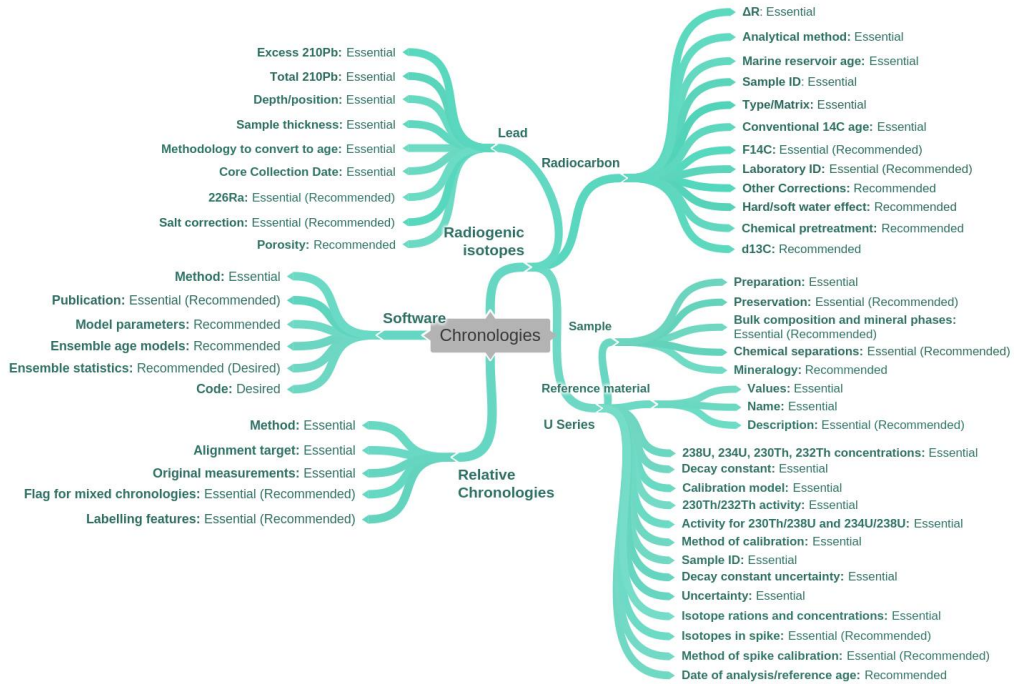 Chronologies
Radiogenic
isotopes
Lead
Excess 210Pb: Essential
Total 210Pb: Essential
Depth/position: Essential
Sample thickness: Essential
Methodology to convert to age: Essential
Core Collection Date: Essential
226Ra: Essential (Recommended)
Salt correction: Essential (Recommended)
Porosity: Recommended
Radiocarbon
ΔR: Essential
Analytical method: Essential
Marine reservoir age: Essential
Sample ID: Essential
Type/Matrix: Essential
Conventional 14C age: Essential
F14C: Essential (Recommended)
Laboratory ID: Essential (Recommended)
Other Corrections: Recommended
Hard/soft water effect: Recommended
Chemical pretreatment: Recommended
d13C: Recommended
U Series
Sample
Preparation: Essential
Preservation: Essential (Recommended)
Bulk composition and mineral phases:
Essential (Recommended)
Chemical separations: Essential (Recommended)
Mineralogy: Recommended
Reference material
Values: Essential
Name: Essential
Description: Essential (Recommended)
238U, 234U, 230Th, 232Th concentrations: Essential
Decay constant: Essential
Calibration model: Essential
230Th/232Th activity: Essential
Activity for 230Th/238U and 234U/238U: Essential
Method of calibration: Essential
Sample ID: Essential
Decay constant uncertainty: Essential
Uncertainty: Essential
Isotope rations and concentrations: Essential
Isotopes in spike: Essential (Recommended)
Method of spike calibration: Essential (Recommended)
Date of analysis/reference age: Recommended
Software
Method: Essential
Publication: Essential (Recommended)
Model parameters: Recommended
Ensemble age models: Recommended
Ensemble statistics: Recommended (Desired)
Code: Desired
Relative
Chronologies
Method: Essential
Alignment target: Essential
Original measurements: Essential
Flag for mixed chronologies: Essential (Recommended)
Labelling features: Essential (Recommended)